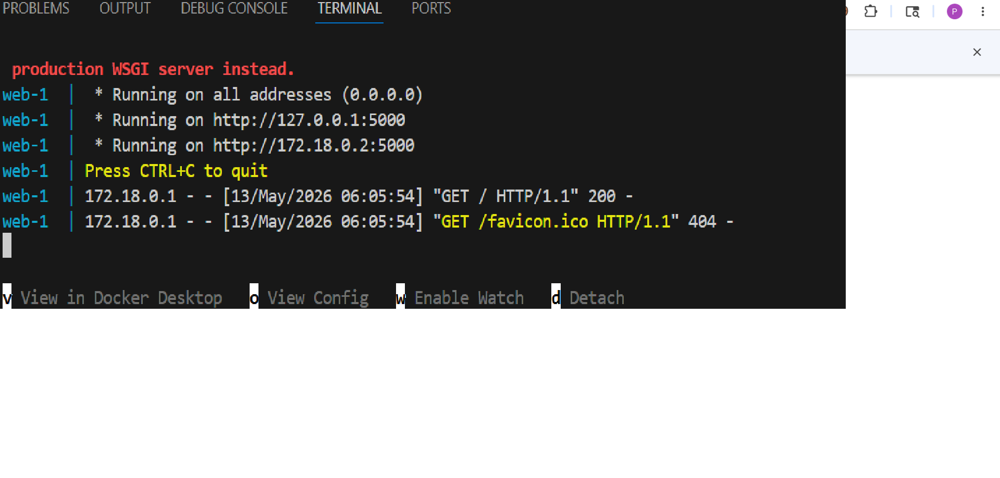 PROBLEMS OUTPUT DEBUG CONSOLE TERMINAL PORTS
P
production WSGI server instead.
web-1 | * Running on all addresses (0.0.0.0)
web-1 | * Running on http://127.0.0.1:5000
web-1 | * Running on http://172.18.0.2:5000
web-1 | Press CTRL+C to quit
web-1 | 172.18.0.1 - - [13/May/2026 06:05:54] "GET / HTTP/1.1" 200 -
web-1 | 172.18.0.1 - - [13/May/2026 06:05:54] "GET /favicon.ico HTTP/1.1" 404 -
v View in Docker Desktop o View Config w Enable Watch d Detach